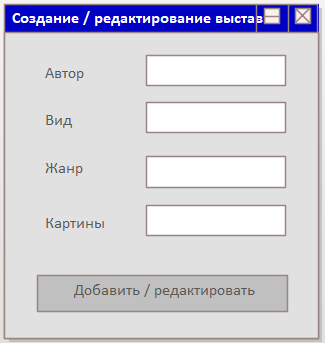 Создание / редактирование выстав
Автор
Вид
Жанр
Картины
Добавить / редактировать